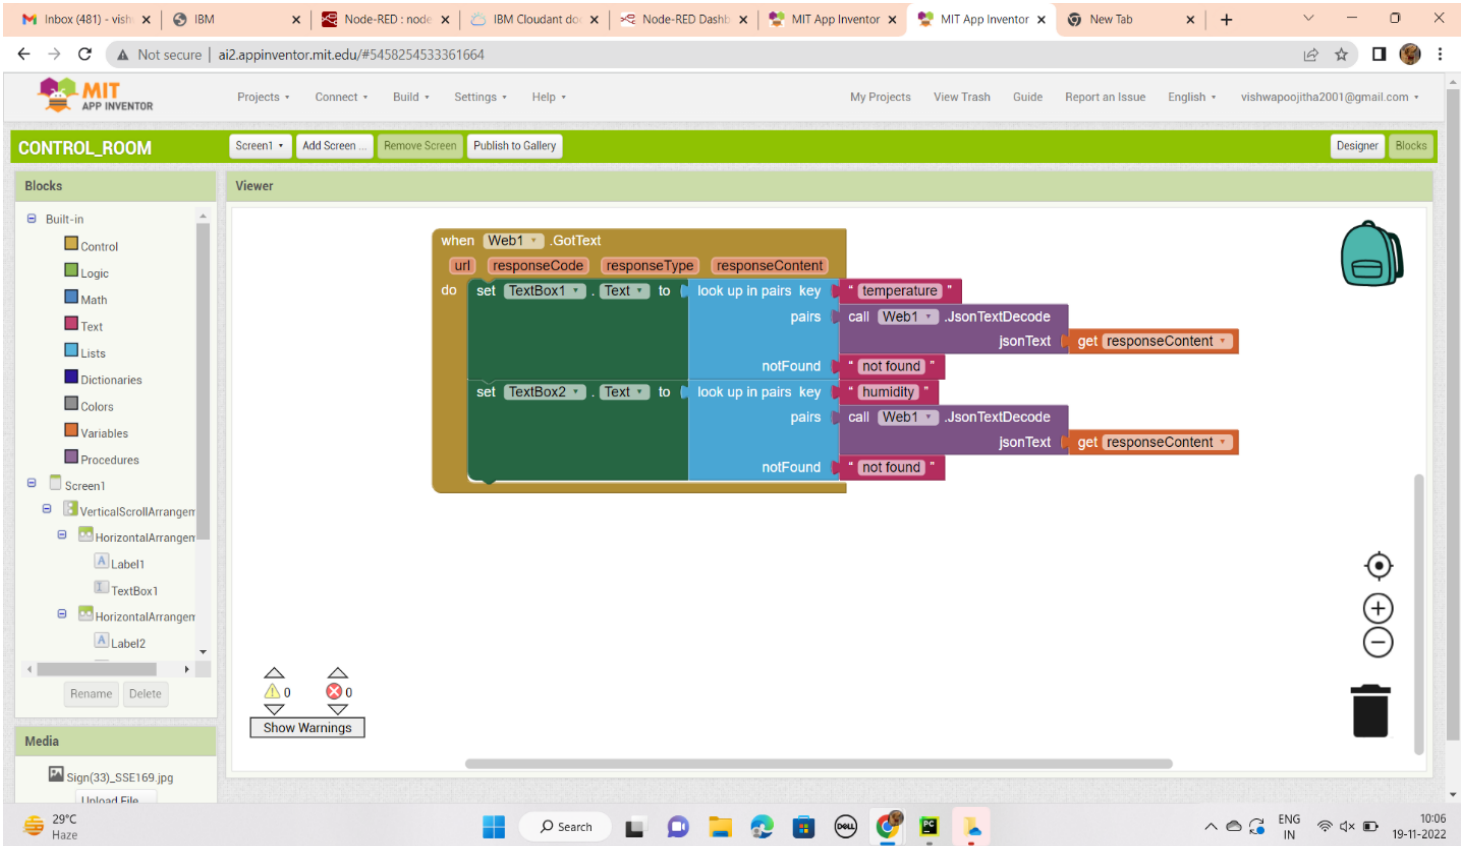 Inbox (481) - vish
IBM
Node-RED : node
IBM Cloudant do
Node-RED Dashb
MIT App Inventor
MIT App Inventor
New Tab
Not secure | ai2.appinventor.mit.edu/#5458254533361664
MIT
APP INVENTOR
Projects Connect Build Settings Help My Projects View Trash Guide Report an Issue English vishwapoojitha2001@gmail.com
CONTROL_ROOM Screen1 Add Screen ... Remove Screen Publish to Gallery Designer Blocks
Blocks
Viewer
Built-in
Control
Logic
Math
Text
Lists
Dictionaries
Colors
Variables
Procedures
Screen1
VerticalScrollArrangem
HorizontalArrangem
Label1
TextBox1
HorizontalArrangem
Label2
Rename Delete
Media
Sign(33)_SSE169.jpg
Upload File
when Web1 .GotText
url responseCode responseType responseContent
do set TextBox1 . Text to look up in pairs key " temperature "
pairs call Web1 .JsonTextDecode
jsonText get responseContent
notFound " not found "
set TextBox2 . Text to look up in pairs key " humidity "
pairs call Web1 .JsonTextDecode
jsonText get responseContent
notFound " not found "
0 0
Show Warnings
29°C
Haze
Search
DELL
PC
ENG
IN
10:06
19-11-2022